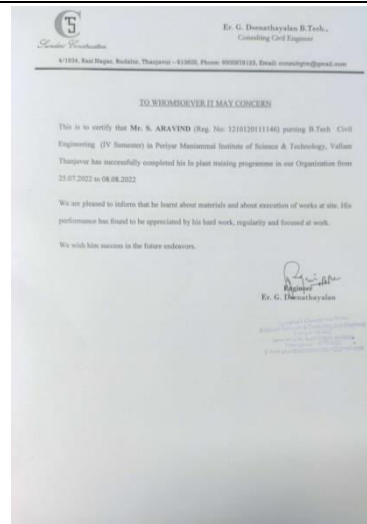 Er. G. Deenathayalan B.Tech.,
Consulting Civil Engineer
TO WHOMSOEVER IT MAY CONCERN
This is to certify that Mr. S. ARAVIND (Reg. No: 1210120111146) pursing B.Tech Civil
Engineering (IV Semester) in Periyar Maniammai Institute of Science & Technology, Vallam
Thanjavur has successfully completed his In plant training programme in our Organization from
25.07.2022 to 08.08.2022
We are pleased to inform that he learnt about materials and about execution of works at site. His
performance has found to be appreciated by his hard work, regularity and focused at work.
We wish him success in the future endeavors.
Engineer
Er. G. Deenathayalan